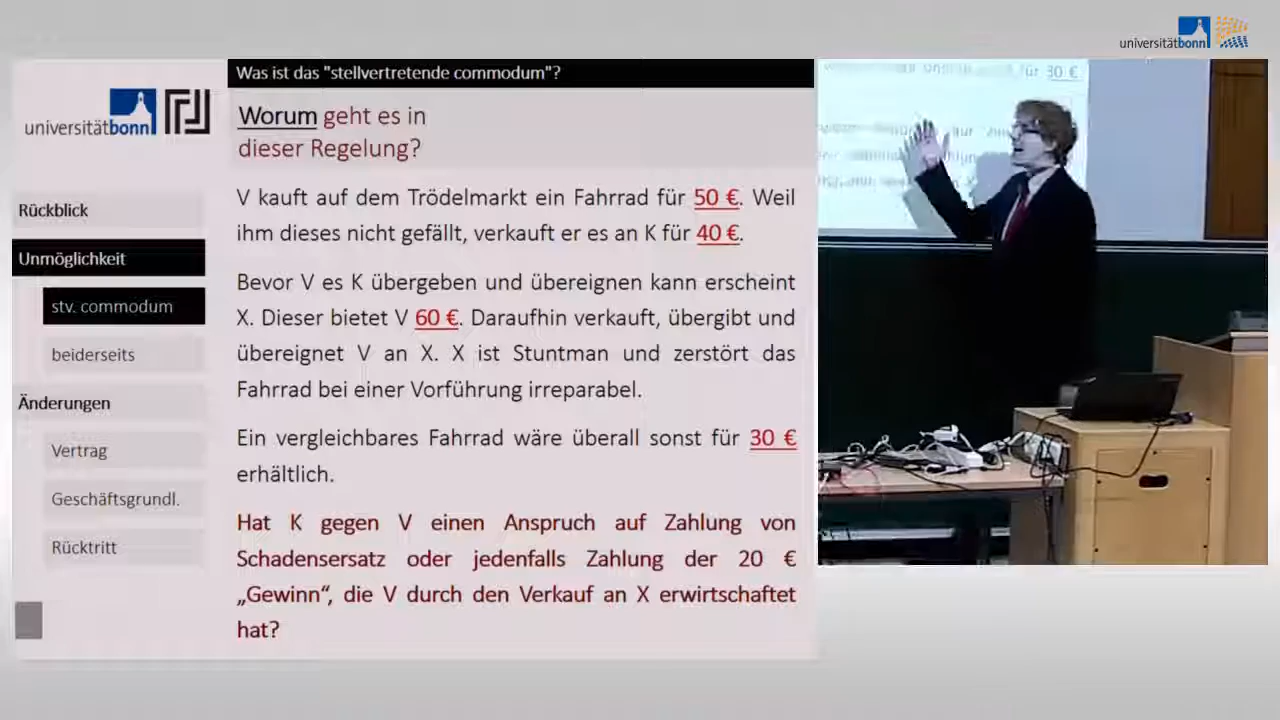 universitätbonn
Was ist das "stellvertretende commodum"?
universitätbonn
Worum geht es in
dieser Regelung?
Rückblick
Unmöglichkeit
stv. commodum
beiderseits
Änderungen
Vertrag
Geschäftsgrundl.
Rücktritt
V kauft auf dem Trödelmarkt ein Fahrrad für 50 €. Weil
ihm dieses nicht gefällt, verkauft er es an K für 40 €.
Bevor V es K übergeben und übereignen kann erscheint
X. Dieser bietet V 60 €. Daraufhin verkauft, übergibt und
übereignet V an X. X ist Stuntman und zerstört das
Fahrrad bei einer Vorführung irreparabel.
Ein vergleichbares Fahrrad wäre überall sonst für 30 €
erhältlich.
Hat K gegen V einen Anspruch auf Zahlung von
Schadensersatz oder jedenfalls Zahlung der 20 €
„Gewinn“, die V durch den Verkauf an X erwirtschaftet
hat?
für 30 €